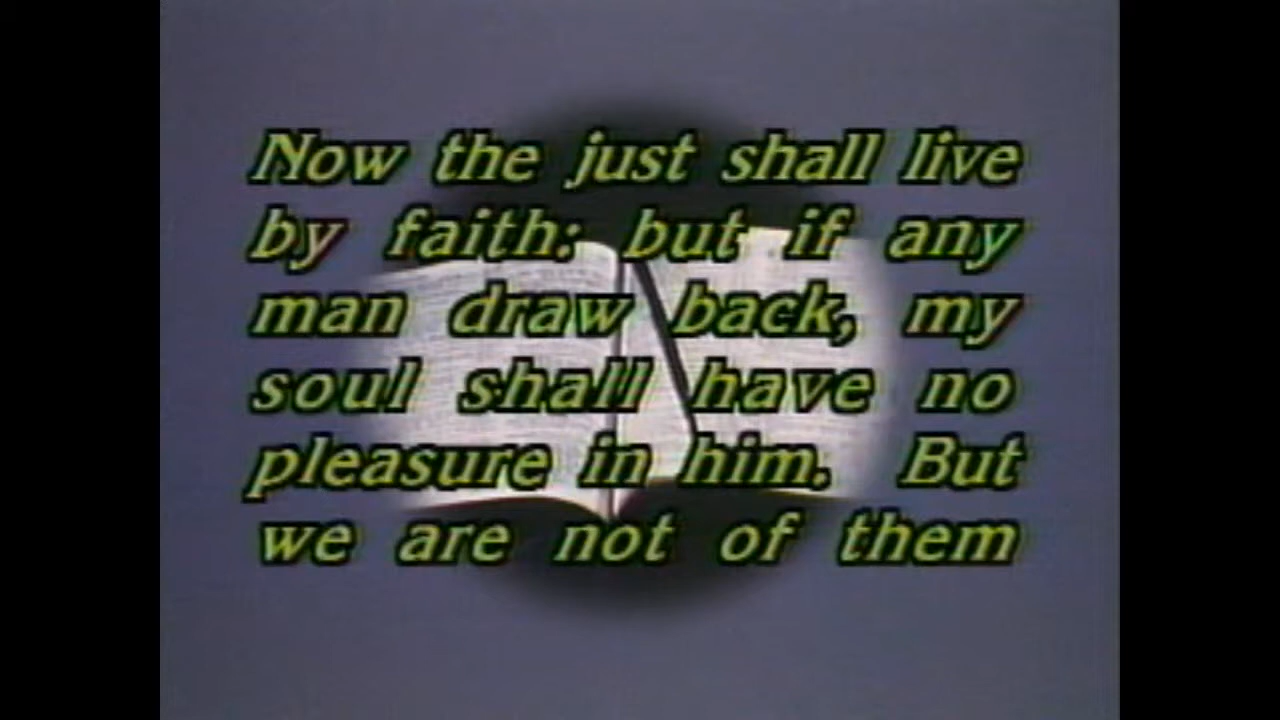 Now the just shall live
by faith: but if any
man draw back, my
soul shall have no
pleasure in him. But
we are not of them